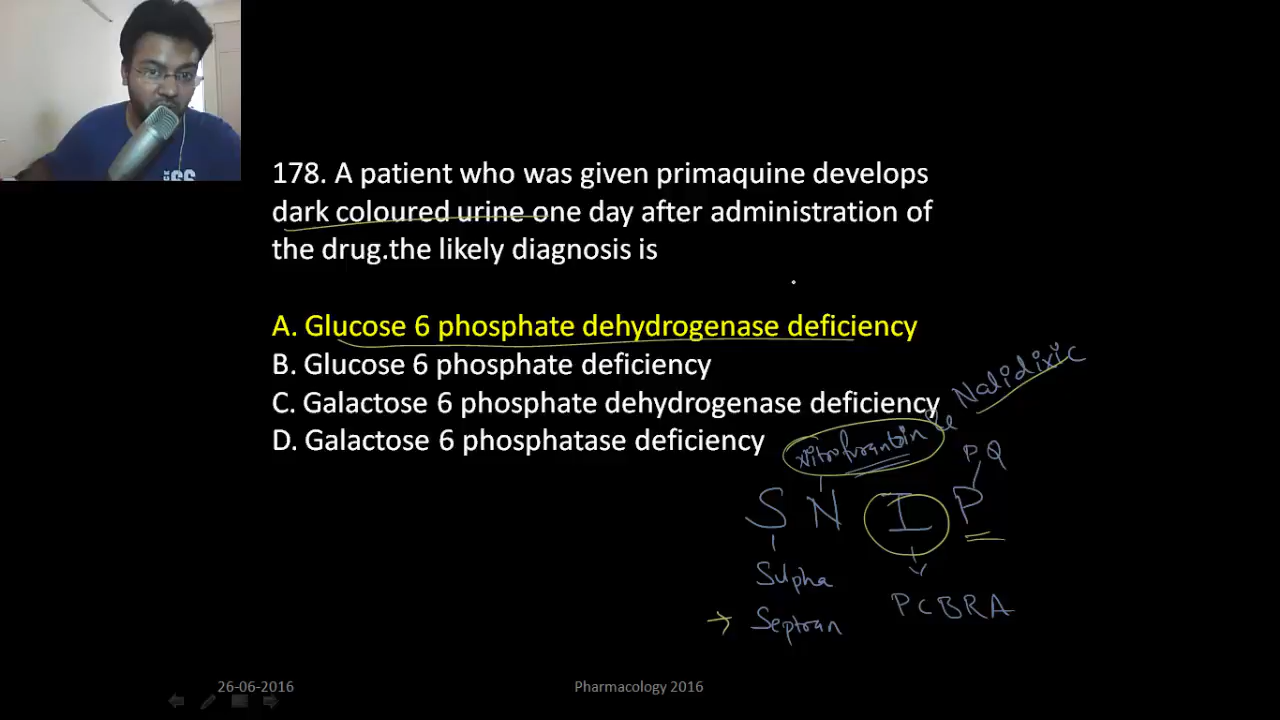 178. A patient who was given primaquine develops
dark coloured urine one day after administration of
the drug.the likely diagnosis is
A. Glucose 6 phosphate dehydrogenase deficiency
B. Glucose 6 phosphate deficiency
C. Galactose 6 phosphate dehydrogenase deficiency
D. Galactose 6 phosphatase deficiency
Nalidixic
Nitrofurantoin
PQ
S N I P
Sulpha
PCBRA
Septran
26-06-2016
Pharmacology 2016